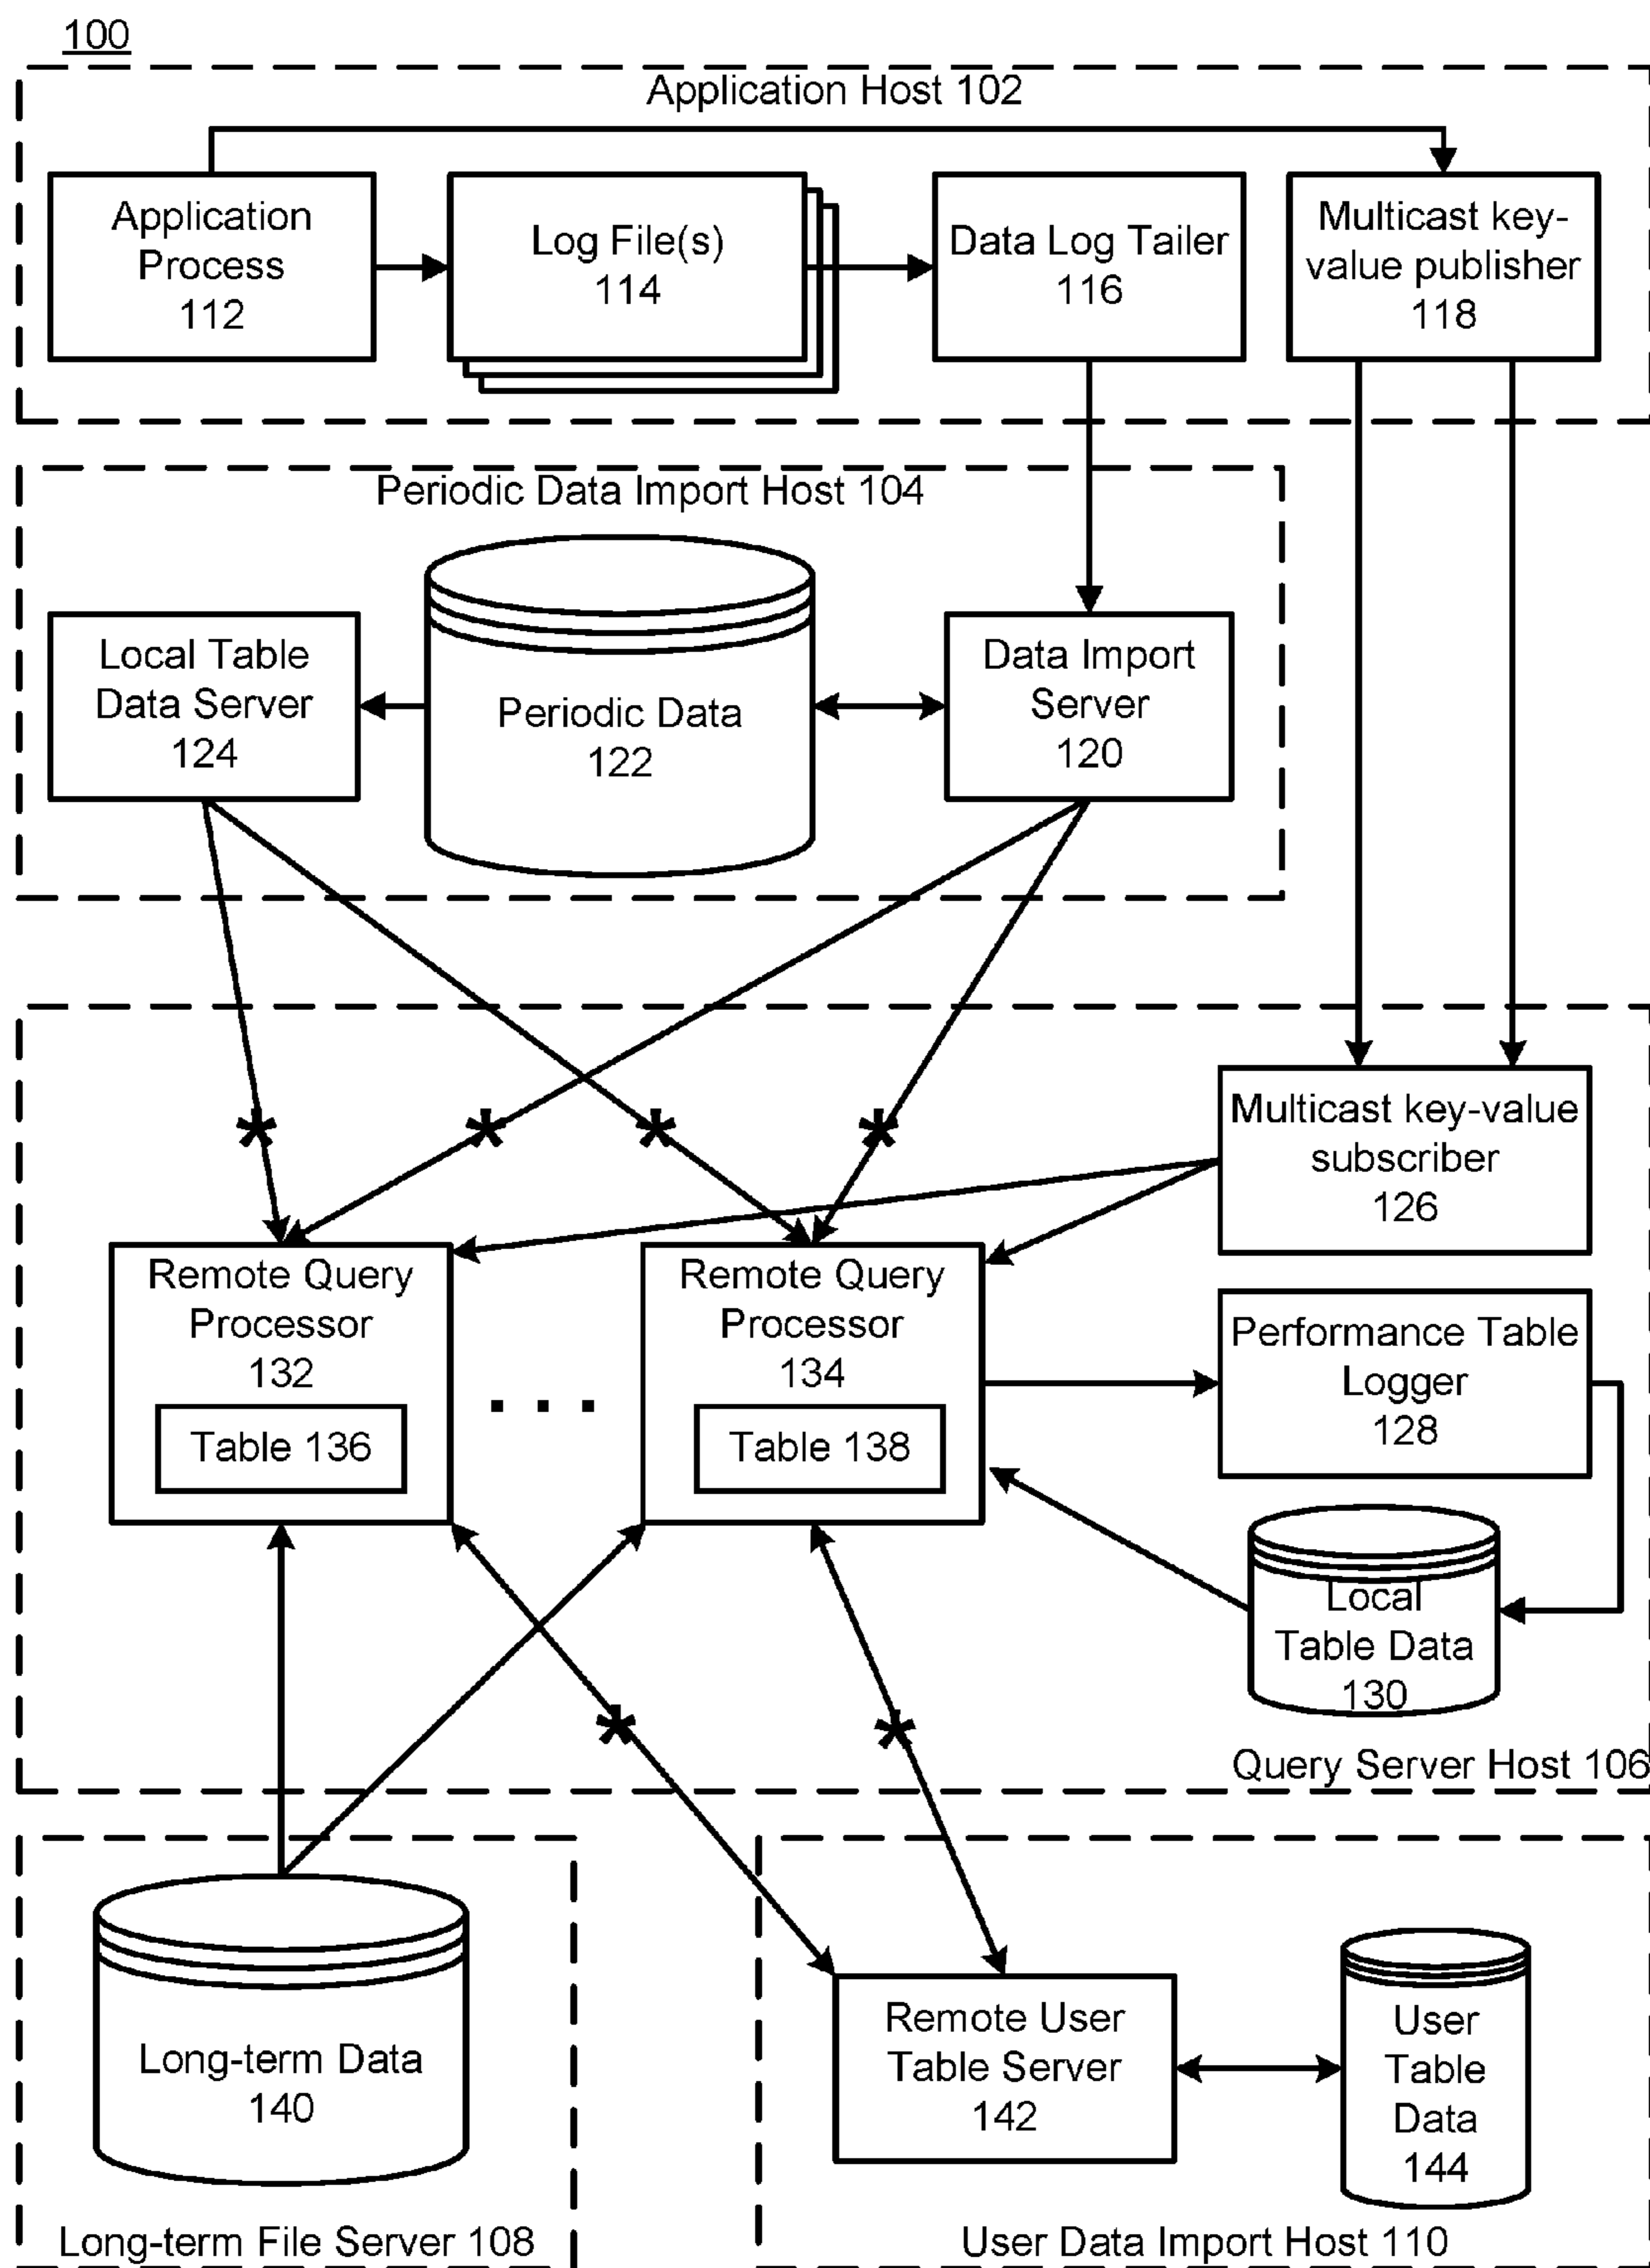 100
Application Host 102
Application
Process
112
Log File(s)
114
Data Log Tailer
116
Multicast key-
value publisher
118
Periodic Data Import Host 104
Local Table
Data Server
124
Periodic Data
122
Data Import
Server
120
*
*
*
*
Multicast key-value
subscriber
126
Remote Query
Processor
132
Table 136
. . .
Remote Query
Processor
134
Table 138
Performance Table
Logger
128
Local
Table Data
130
*
*
Query Server Host 106
Long-term Data
140
Long-term File Server 108
Remote User
Table Server
142
User
Table
Data
144
User Data Import Host 110